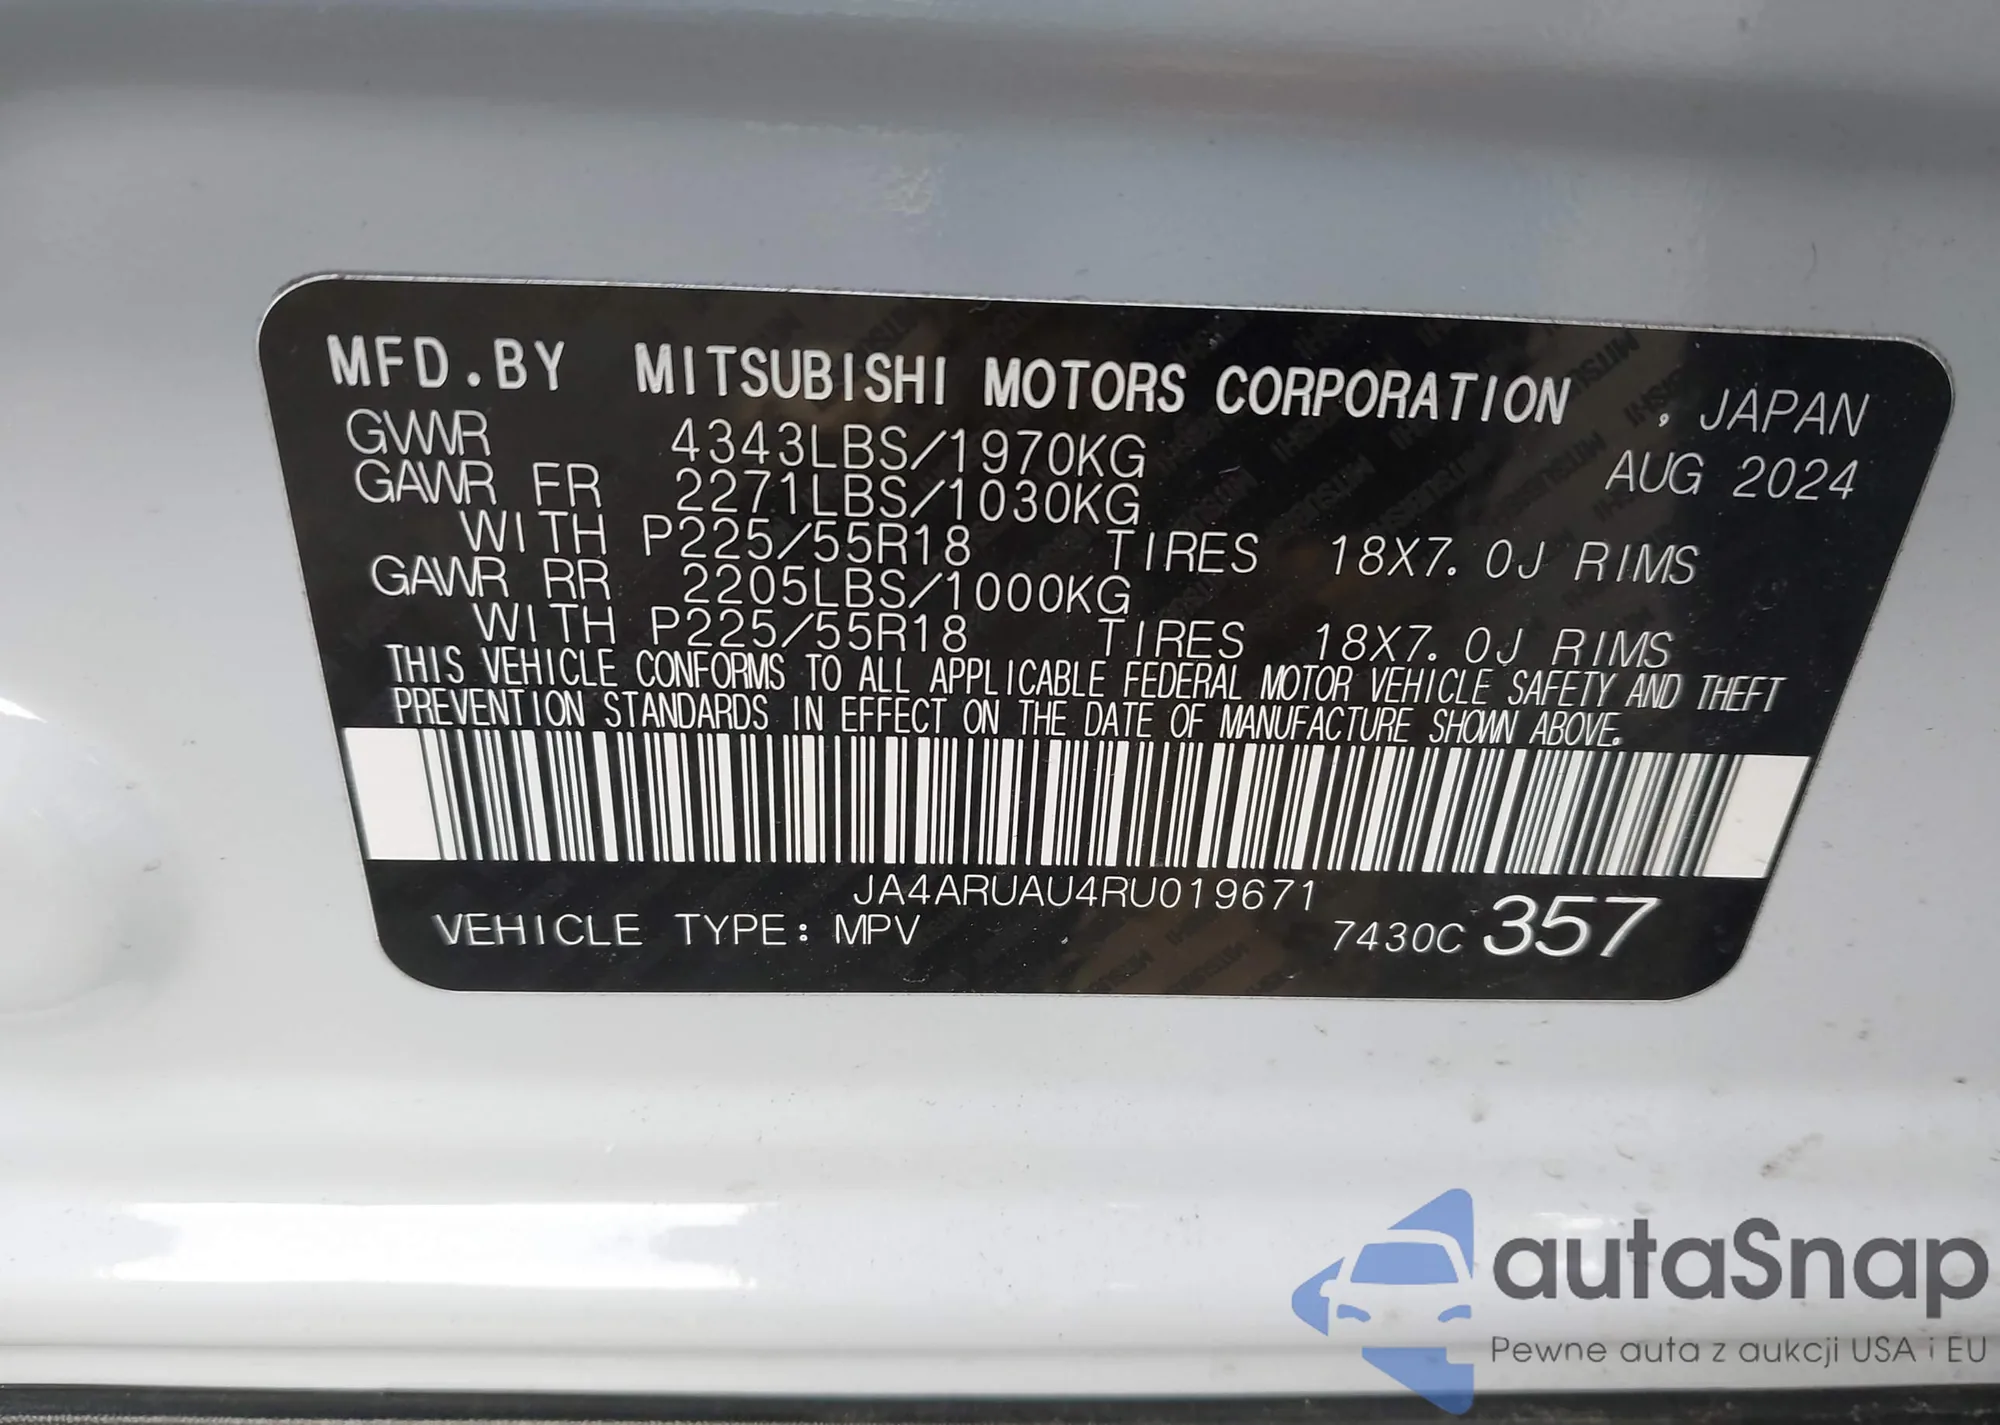 MFD.BY MITSUBISHI MOTORS CORPORATION , JAPAN
GVWR 4343LBS/1970KG AUG 2024
GAWR FR 2271LBS/1030KG
WITH P225/55R18 TIRES 18X7.0J RIMS
GAWR RR 2205LBS/1000KG
WITH P225/55R18 TIRES 18X7.0J RIMS
THIS VEHICLE CONFORMS TO ALL APPLICABLE FEDERAL MOTOR VEHICLE SAFETY AND THEFT
PREVENTION STANDARDS IN EFFECT ON THE DATE OF MANUFACTURE SHOWN ABOVE.
JA4ARUAU4RU019671
VEHICLE TYPE: MPV 7430C 357
autaSnap
Pewne auta z aukcji USA i EU